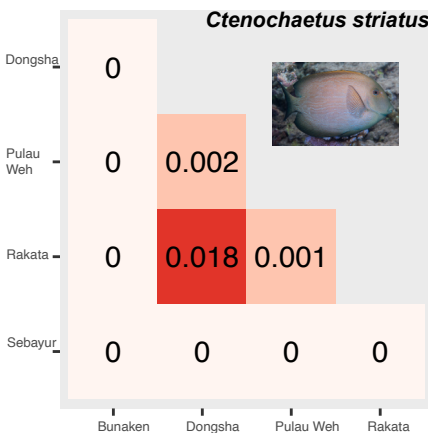 Ctenochaetus striatus
Dongsha 0
Pulau
Weh 0 0.002
Rakata 0 0.018 0.001
Sebayur 0 0 0 0
Bunaken Dongsha Pulau Weh Rakata